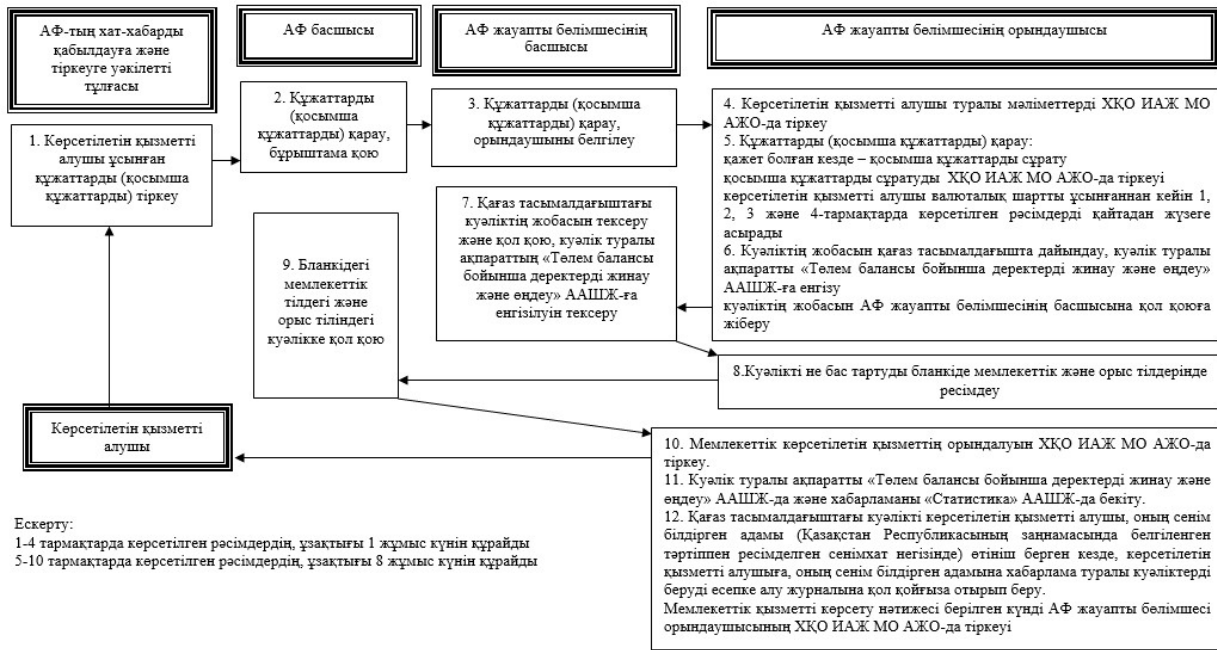 АФ-тың хат-хабарды
қабылдауға және
тіркеуге уәкілетті
тұлғасы
АФ басшысы
АФ жауапты бөлімшесінің
басшысы
АФ жауапты бөлімшесінің орындаушысы
1. Көрсетілетін қызметті
алушы ұсынған
құжаттарды (қосымша
құжаттарды) тіркеу
2. Құжаттарды
(қосымша
құжаттарды) қарау,
бұрыштама қою
3. Құжаттарды (қосымша
құжаттарды) қарау,
орындаушыны белгілеу
4. Көрсетілетін қызметті алушы туралы мәліметтерді ХҚО ИАЖ МО
АЖО-да тіркеу
5. Құжаттарды (қосымша құжаттарды) қарау:
қажет болған кезде – қосымша құжаттарды сұрату
қосымша құжаттарды сұратуды ХҚО ИАЖ МО АЖО-да тіркеуі
көрсетілетін қызметті алушы валюталық шартты ұсынғаннан кейін 1,
2, 3 және 4-тармақтарда көрсетілген рәсімдерді қайтадан жүзеге
асырады
6. Куәліктің жобасын қағаз тасымалдағышта дайындау, куәлік туралы
ақпаратты «Төлем балансы бойынша деректерді жинау және өңдеу»
ААШЖ-ға енгізу
куәліктің жобасын АФ жауапты бөлімшесінің басшысына қол қоюға
жіберу
7. Қағаз тасымалдағыштағы
куәліктің жобасын тексеру
және қол қою, куәлік туралы
ақпараттың «Төлем балансы
бойынша деректерді жинау
және өңдеу» ААШЖ-ға
енгізілуін тексеру
8.Куәлікті не бас тартуды бланкіде мемлекеттік және орыс тілдерінде
ресімдеу
9. Бланкідегі
мемлекеттік
тілдегі және
орыс тіліндегі
куәлікке қол қою
Көрсетілетін қызметті
алушы
10. Мемлекеттік көрсетілетін қызметтің орындалуын ХҚО ИАЖ МО АЖО-да
тіркеу.
11. Куәлік туралы ақпаратты «Төлем балансы бойынша деректерді жинау және
өңдеу» ААШЖ-да және хабарламаны «Статистика» ААШЖ-да бекіту.
12. Қағаз тасымалдағыштағы куәлікті көрсетілетін қызметті алушы, оның сенім
білдірген адамы (Қазақстан Республикасының заңнамасында белгіленген
тәртіппен ресімделген сенімхат негізінде) өтініш берген кезде, көрсетілетін
қызметті алушыға, оның сенім білдірген адамына хабарлама туралы куәліктерді
беруді есепке алу журналына қол қойғыза отырып беру.
Мемлекеттік қызметті көрсету нәтижесі берілген күнді АФ жауапты бөлімшесі
орындаушысының ХҚО ИАЖ МО АЖО-да тіркеуі
Ескерту:
1-4 тармақтарда көрсетілген рәсімдердің, ұзақтығы 1 жұмыс күнін құрайды
5-10 тармақтарда көрсетілген рәсімдердің, ұзақтығы 8 жұмыс күнін құрайды